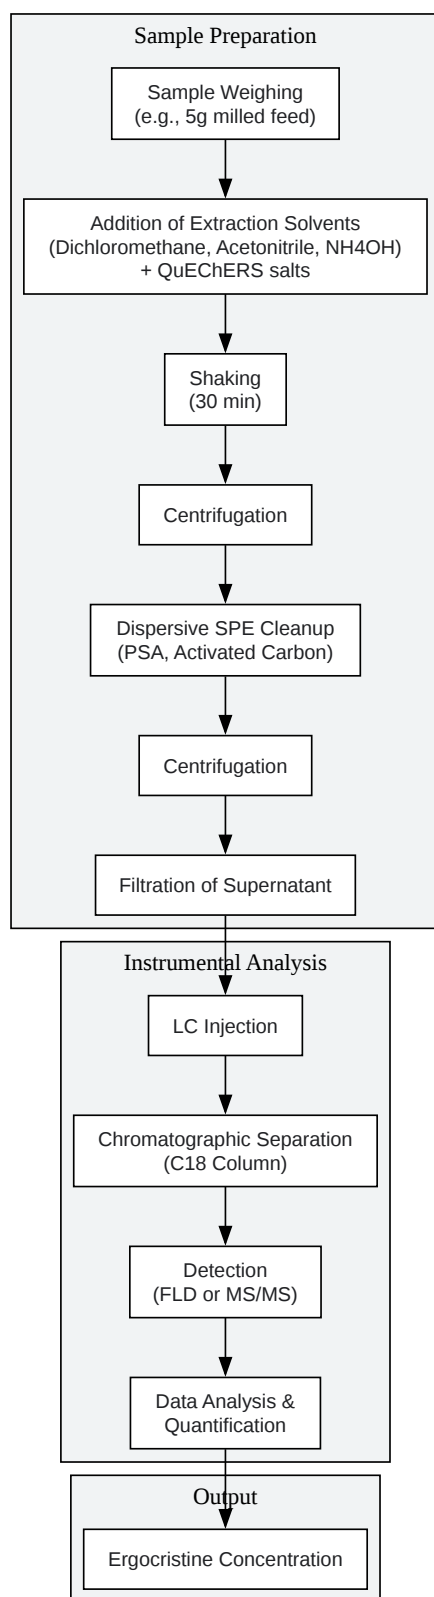 Sample Preparation
Sample Weighing
(e.g., 5g milled feed)
Addition of Extraction Solvents
(Dichloromethane, Acetonitrile, NH4OH)
+ QuEChERS salts
Shaking
(30 min)
Centrifugation
Dispersive SPE Cleanup
(PSA, Activated Carbon)
Centrifugation
Filtration of Supernatant
Instrumental Analysis
LC Injection
Chromatographic Separation
(C18 Column)
Detection
(FLD or MS/MS)
Data Analysis &
Quantification
Output
Ergocristine Concentration